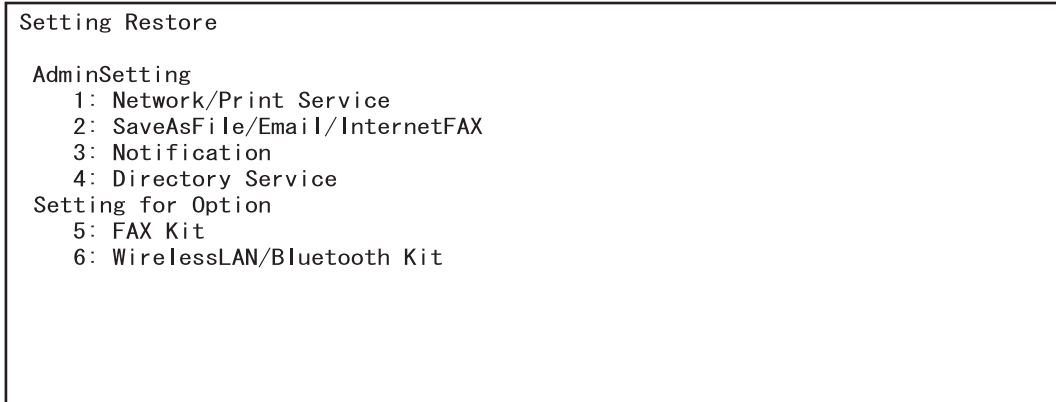 Setting Restore
AdminSetting
1: Network/Print Service
2: SaveAsFile/Email/InternetFAX
3: Notification
4: Directory Service
Setting for Option
5: FAX Kit
6: WirelessLAN/Bluetooth Kit